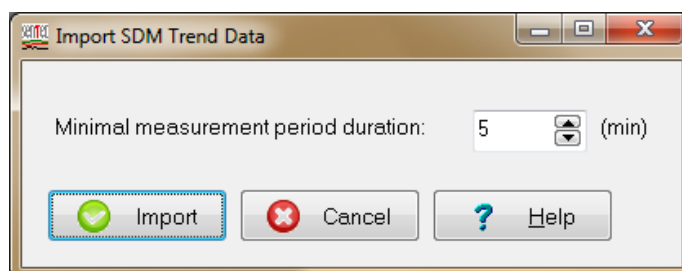 Import SDM Trend Data
Minimal measurement period duration: 5 (min)
Import Cancel ? Help